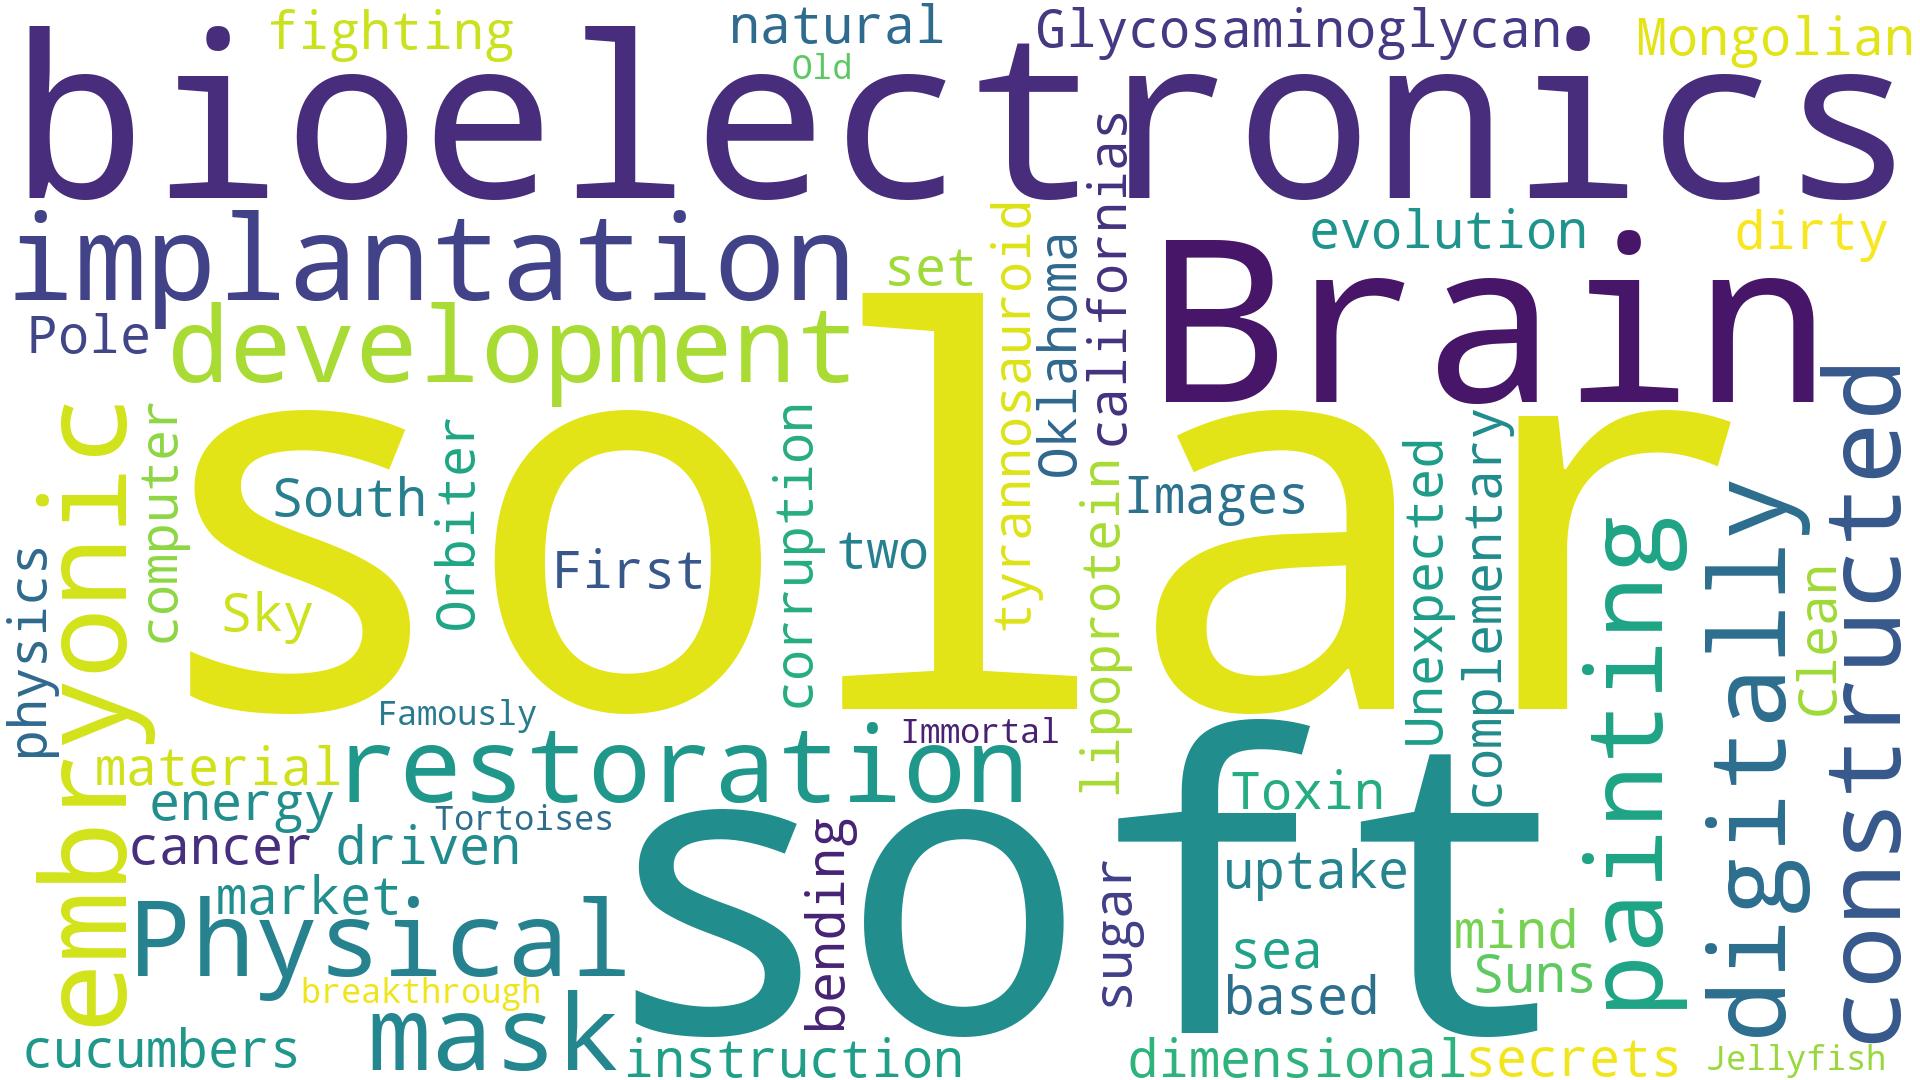 fighting
natural
Glycosaminoglycan
Mongolian
Old
bioelectronics
implantation
set
tyrannosauroid
Oklahoma
californias
evolution
dirty
Brain
Pole
development
solar
embryonic
computer
South
Orbiter
First
Sky
corruption
two
lipoprotein
Images
Unexpected
complementary
painting
digitally
Clean
constructed
physics
Famously
Immortal
material
restoration
energy
Tortoises
cancer
driven
market
Physical
breakthrough
mask
soft
bending
sugar
Toxin
uptake
sea
based
mind
Suns
cucumbers
instruction
dimensional
secrets
Jellyfish